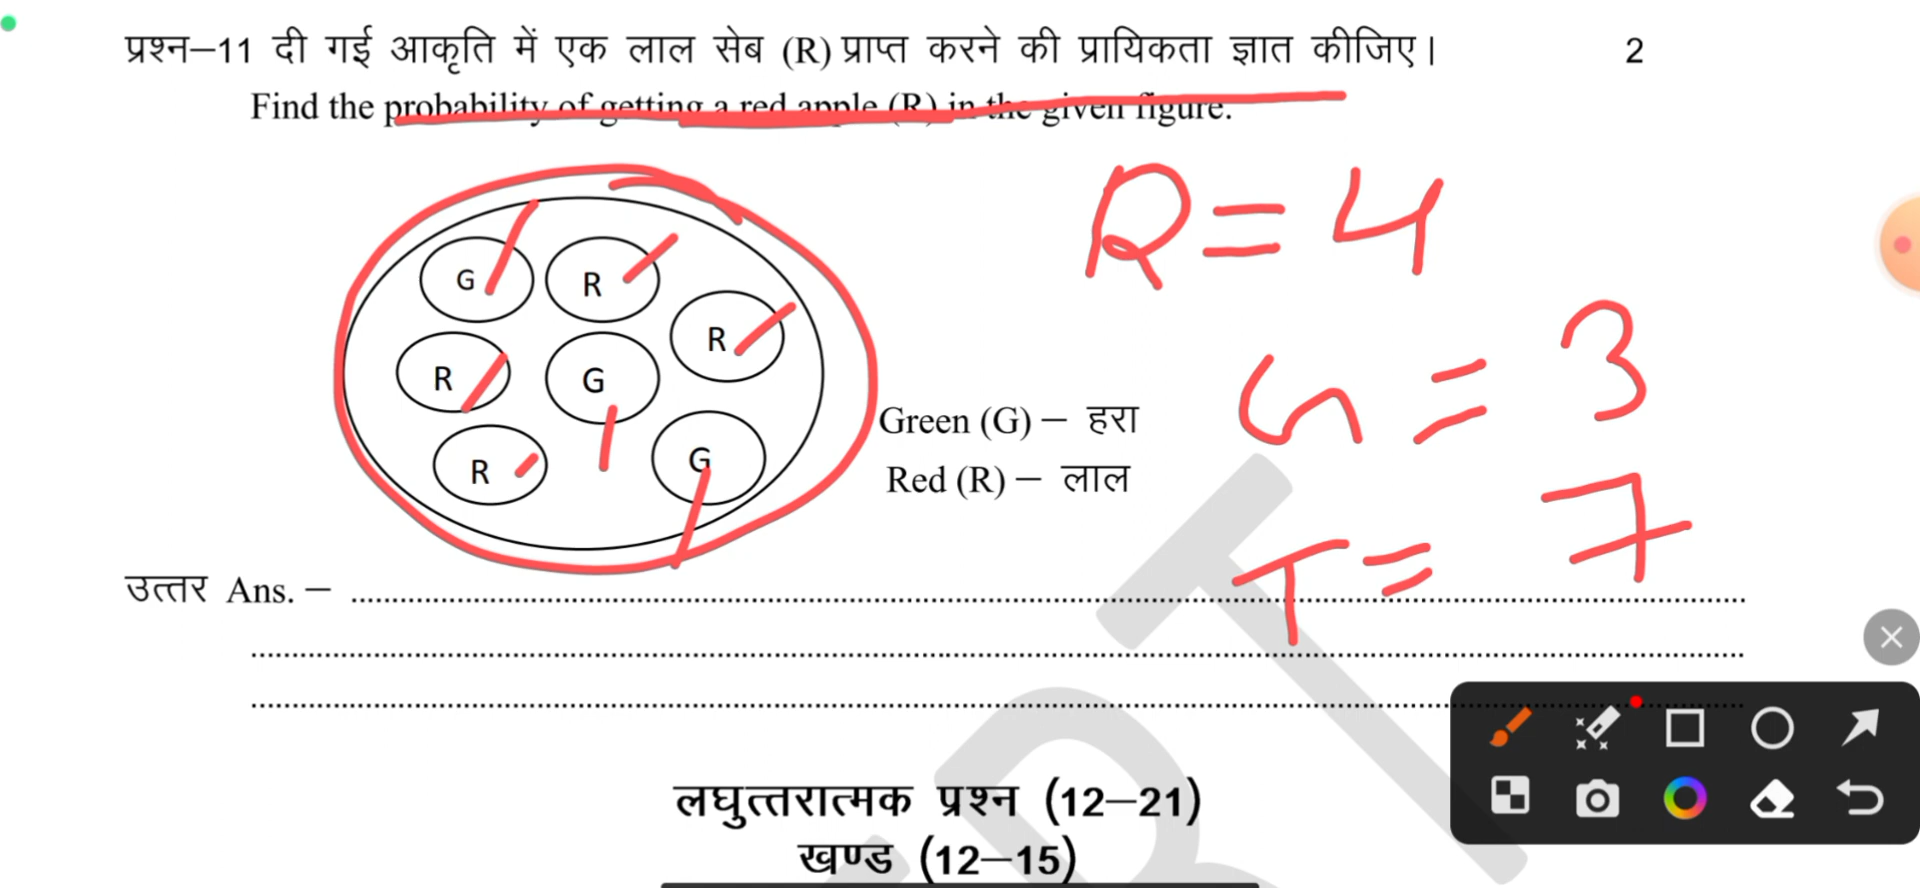 प्रश्न–11 दी गई आकृति में एक लाल सेब (R) प्राप्त करने की प्रायिकता ज्ञात कीजिए। 2
Find the probability of getting a red apple (R) in the given figure.
R = 4
G R
R
R G
G = 3
Green (G) – हरा
R G
Red (R) – लाल
T = 7
उत्तर Ans. –
लघुत्तरात्मक प्रश्न (12–21)
खण्ड (12–15)